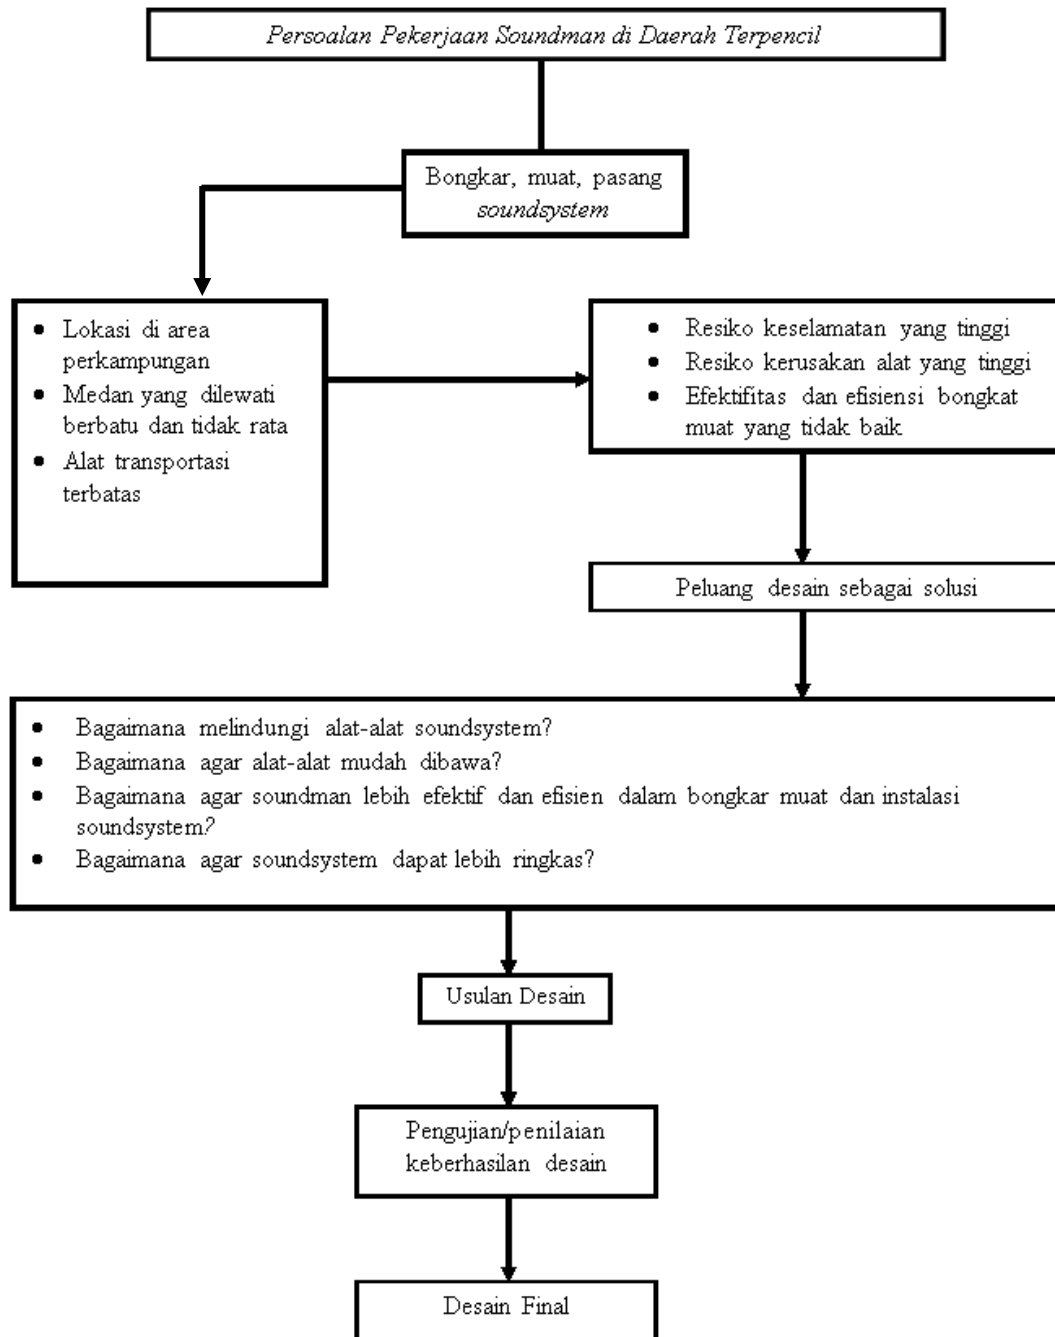 Persoalan Pekerjaan Soundman di Daerah Terpencil
Bongkar, muat, pasang
soundsystem
• Lokasi di area
perkampungan
• Medan yang dilewati
berbatu dan tidak rata
• Alat transportasi
terbatas
• Resiko keselamatan yang tinggi
• Resiko kerusakan alat yang tinggi
• Efektifitas dan efisiensi bongkat
muat yang tidak baik
Peluang desain sebagai solusi
• Bagaimana melindungi alat-alat soundsystem?
• Bagaimana agar alat-alat mudah dibawa?
• Bagaimana agar soundman lebih efektif dan efisien dalam bongkar muat dan instalasi
soundsystem?
• Bagaimana agar soundsystem dapat lebih ringkas?
Usulan Desain
Pengujian/penilaian
keberhasilan desain
Desain Final